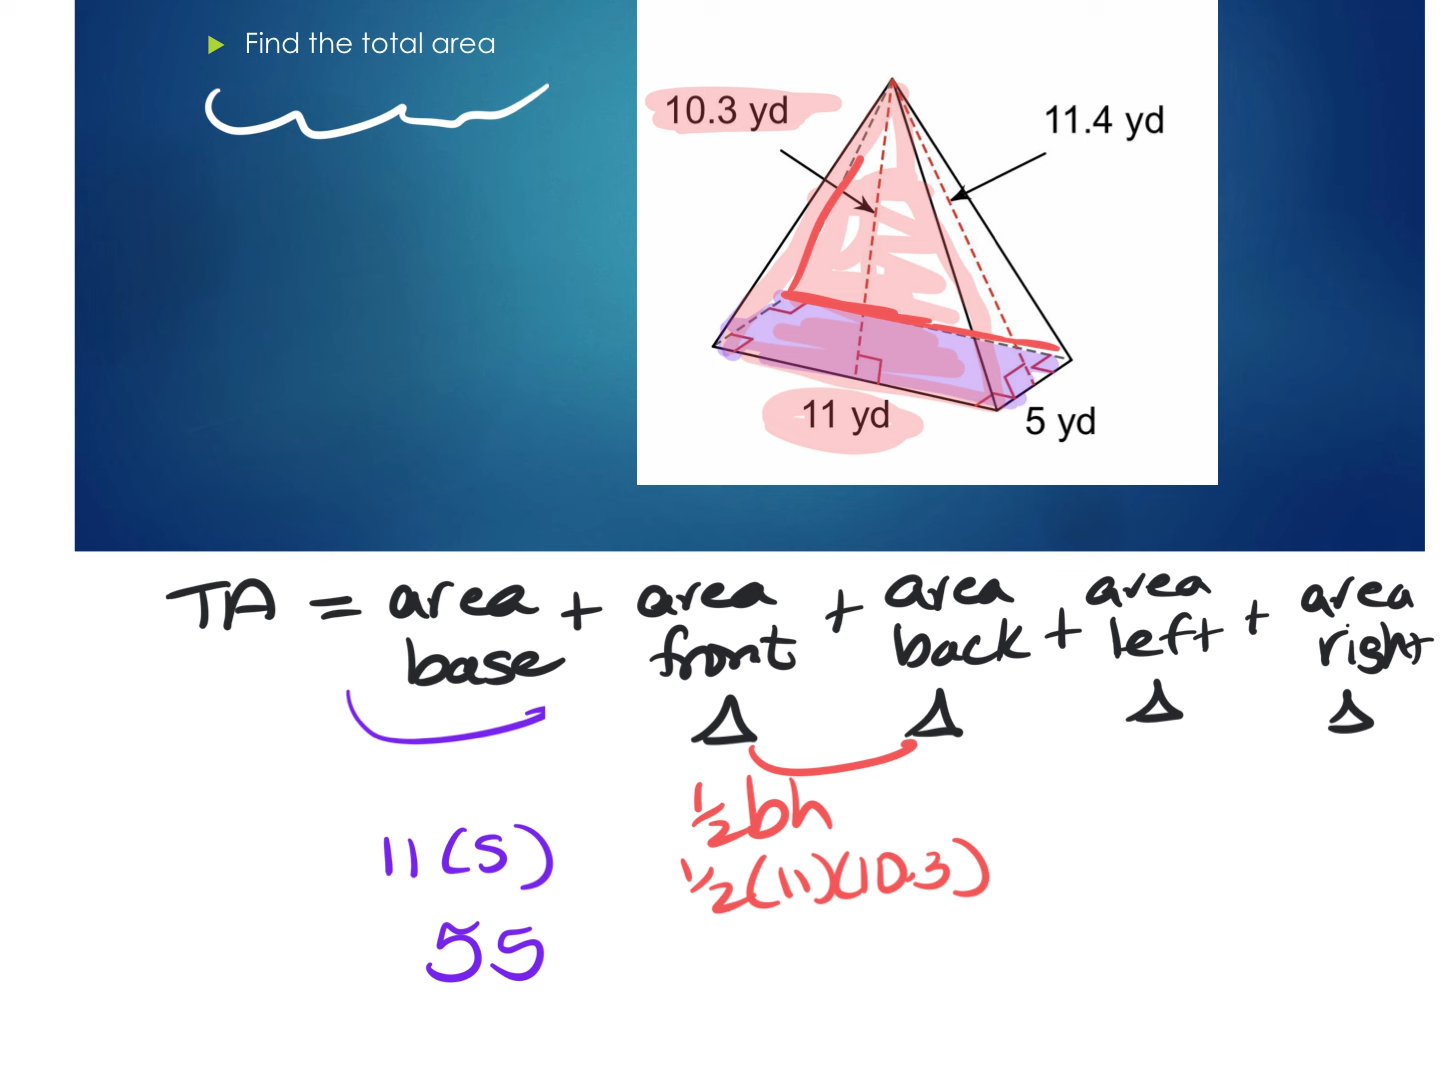 Find the total area
10.3 yd
11.4 yd
11 yd
5 yd
TA = area base + area front + area back + area left + area right
Δ Δ Δ Δ
½bh
11(5)
½(11)(10.3)
55